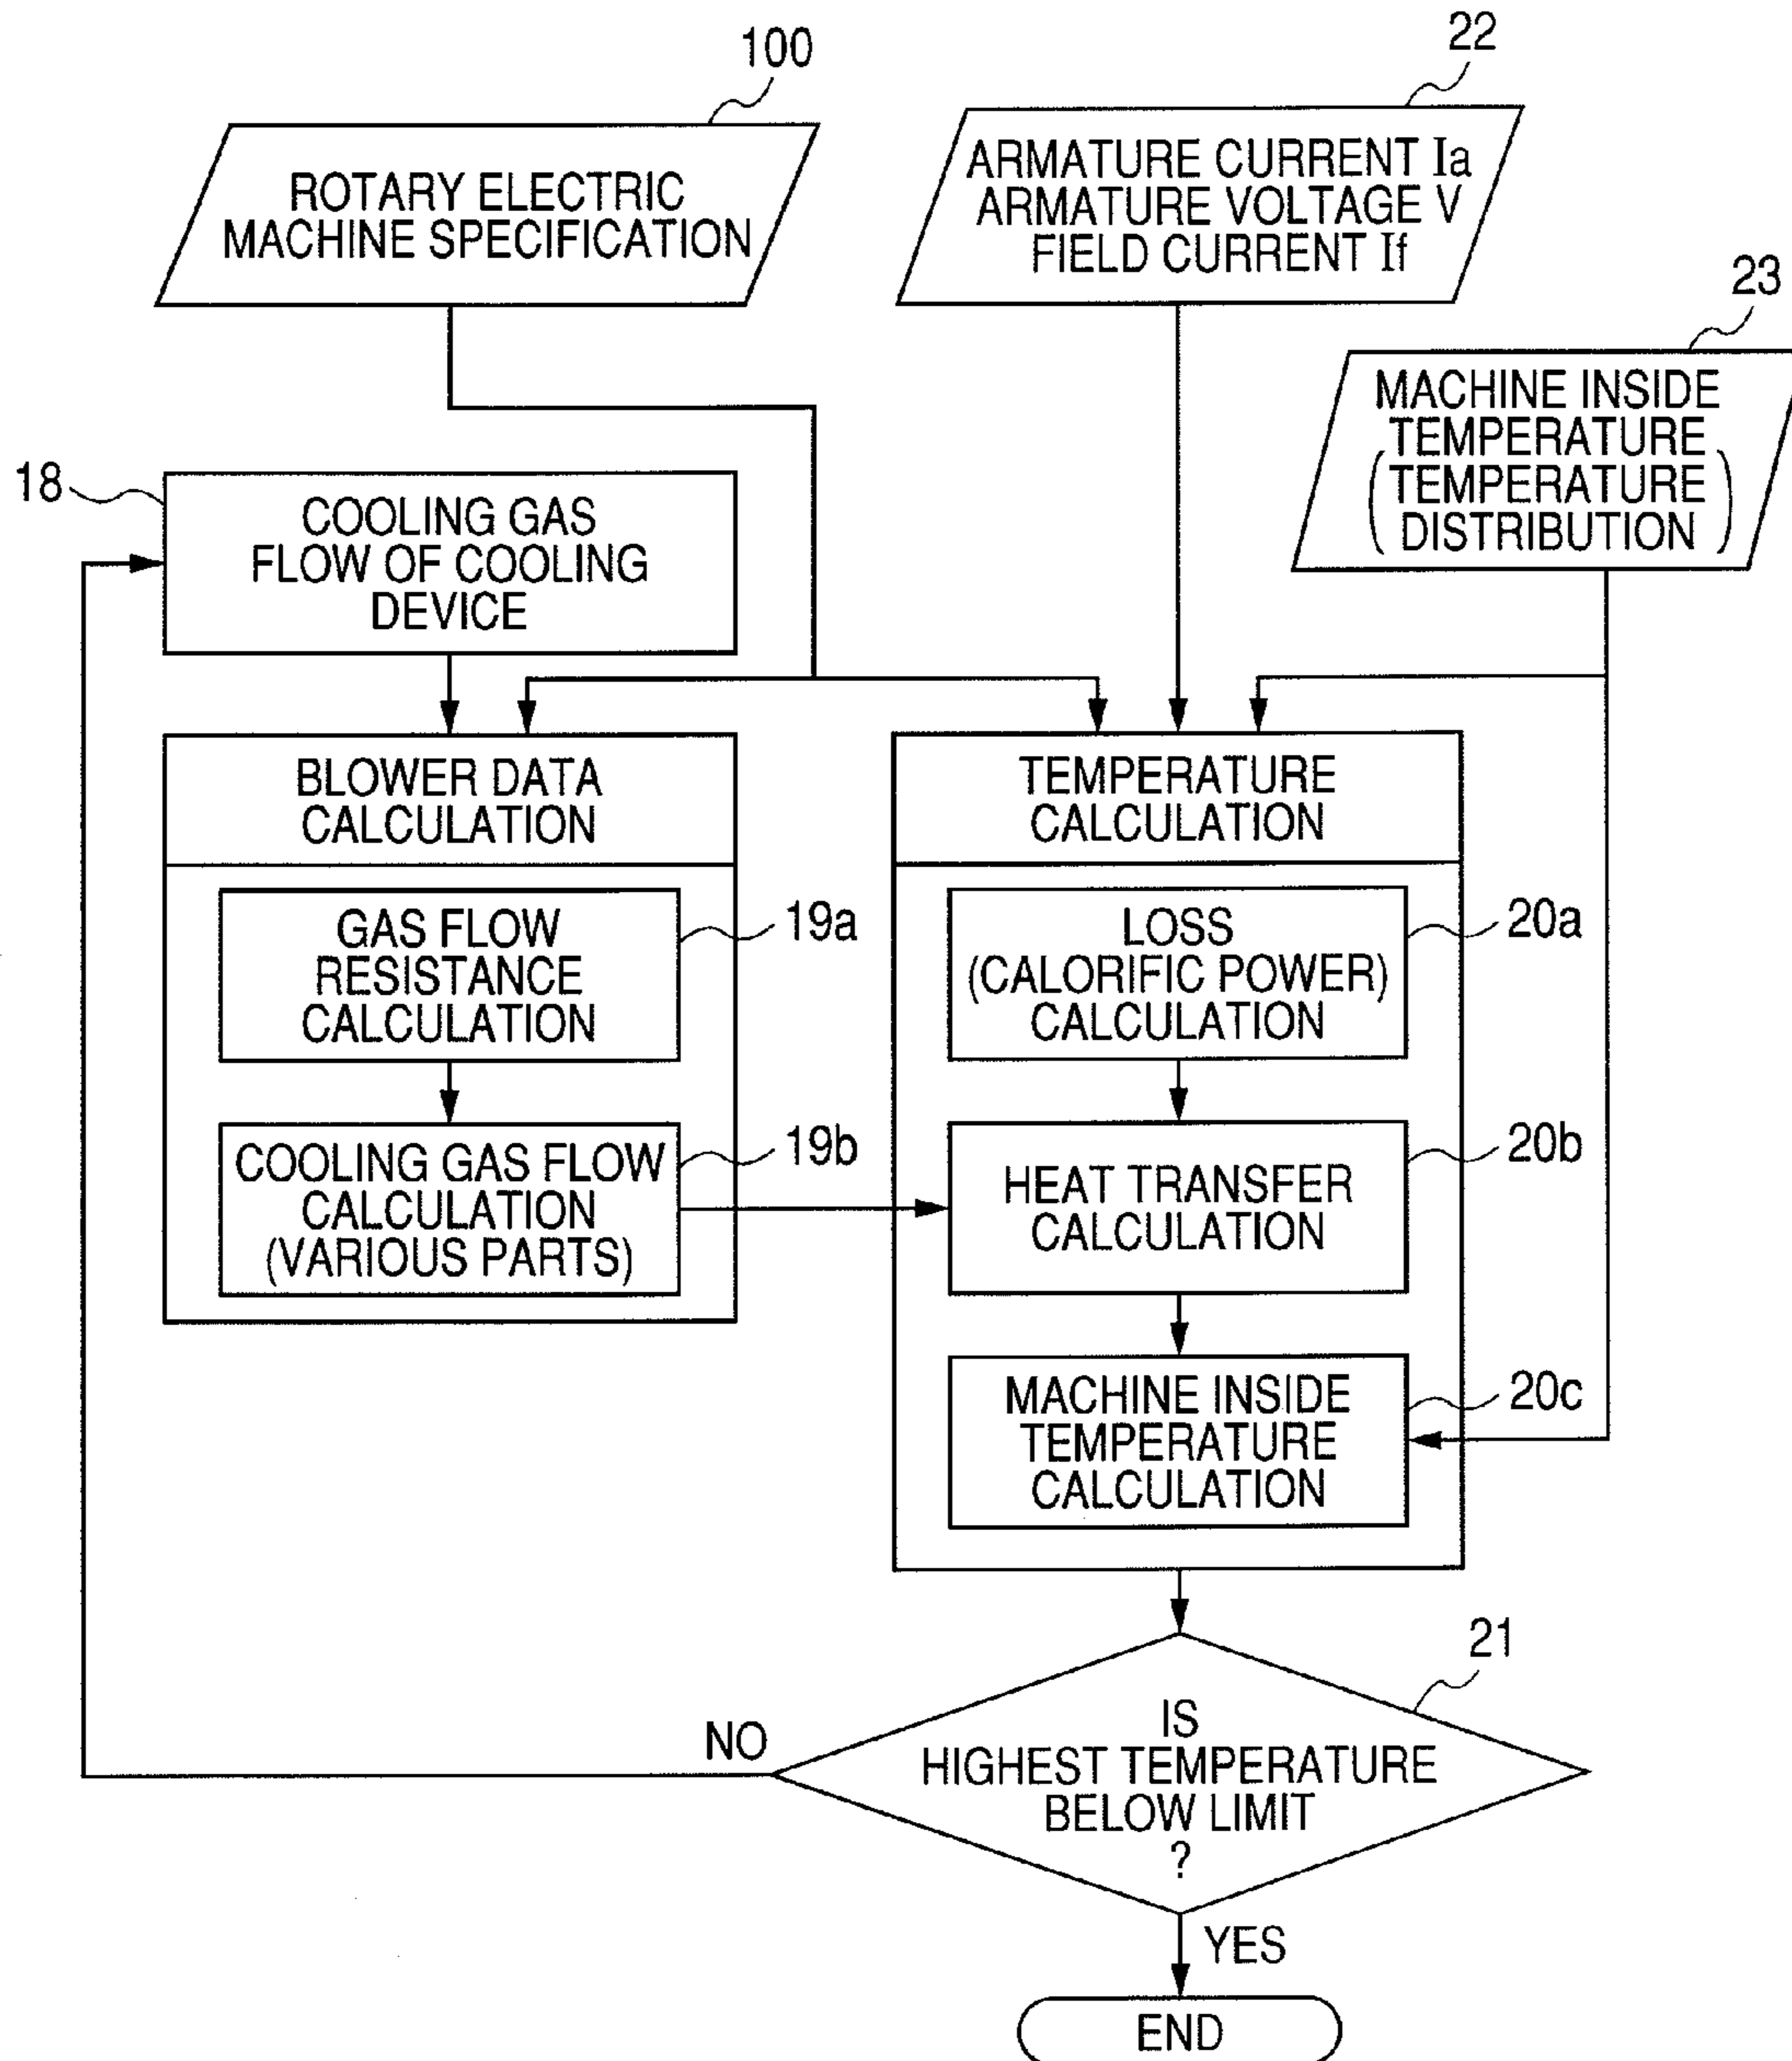 100
ROTARY ELECTRIC
MACHINE SPECIFICATION
22
ARMATURE CURRENT Ia
ARMATURE VOLTAGE V
FIELD CURRENT If
23
MACHINE INSIDE
TEMPERATURE
(TEMPERATURE
DISTRIBUTION)
18
COOLING GAS
FLOW OF COOLING
DEVICE
BLOWER DATA
CALCULATION
GAS FLOW
RESISTANCE
CALCULATION
19a
COOLING GAS FLOW
CALCULATION
(VARIOUS PARTS)
19b
TEMPERATURE
CALCULATION
LOSS
(CALORIFIC POWER)
CALCULATION
20a
HEAT TRANSFER
CALCULATION
20b
MACHINE INSIDE
TEMPERATURE
CALCULATION
20c
21
IS
HIGHEST TEMPERATURE
BELOW LIMIT
?
NO
YES
END